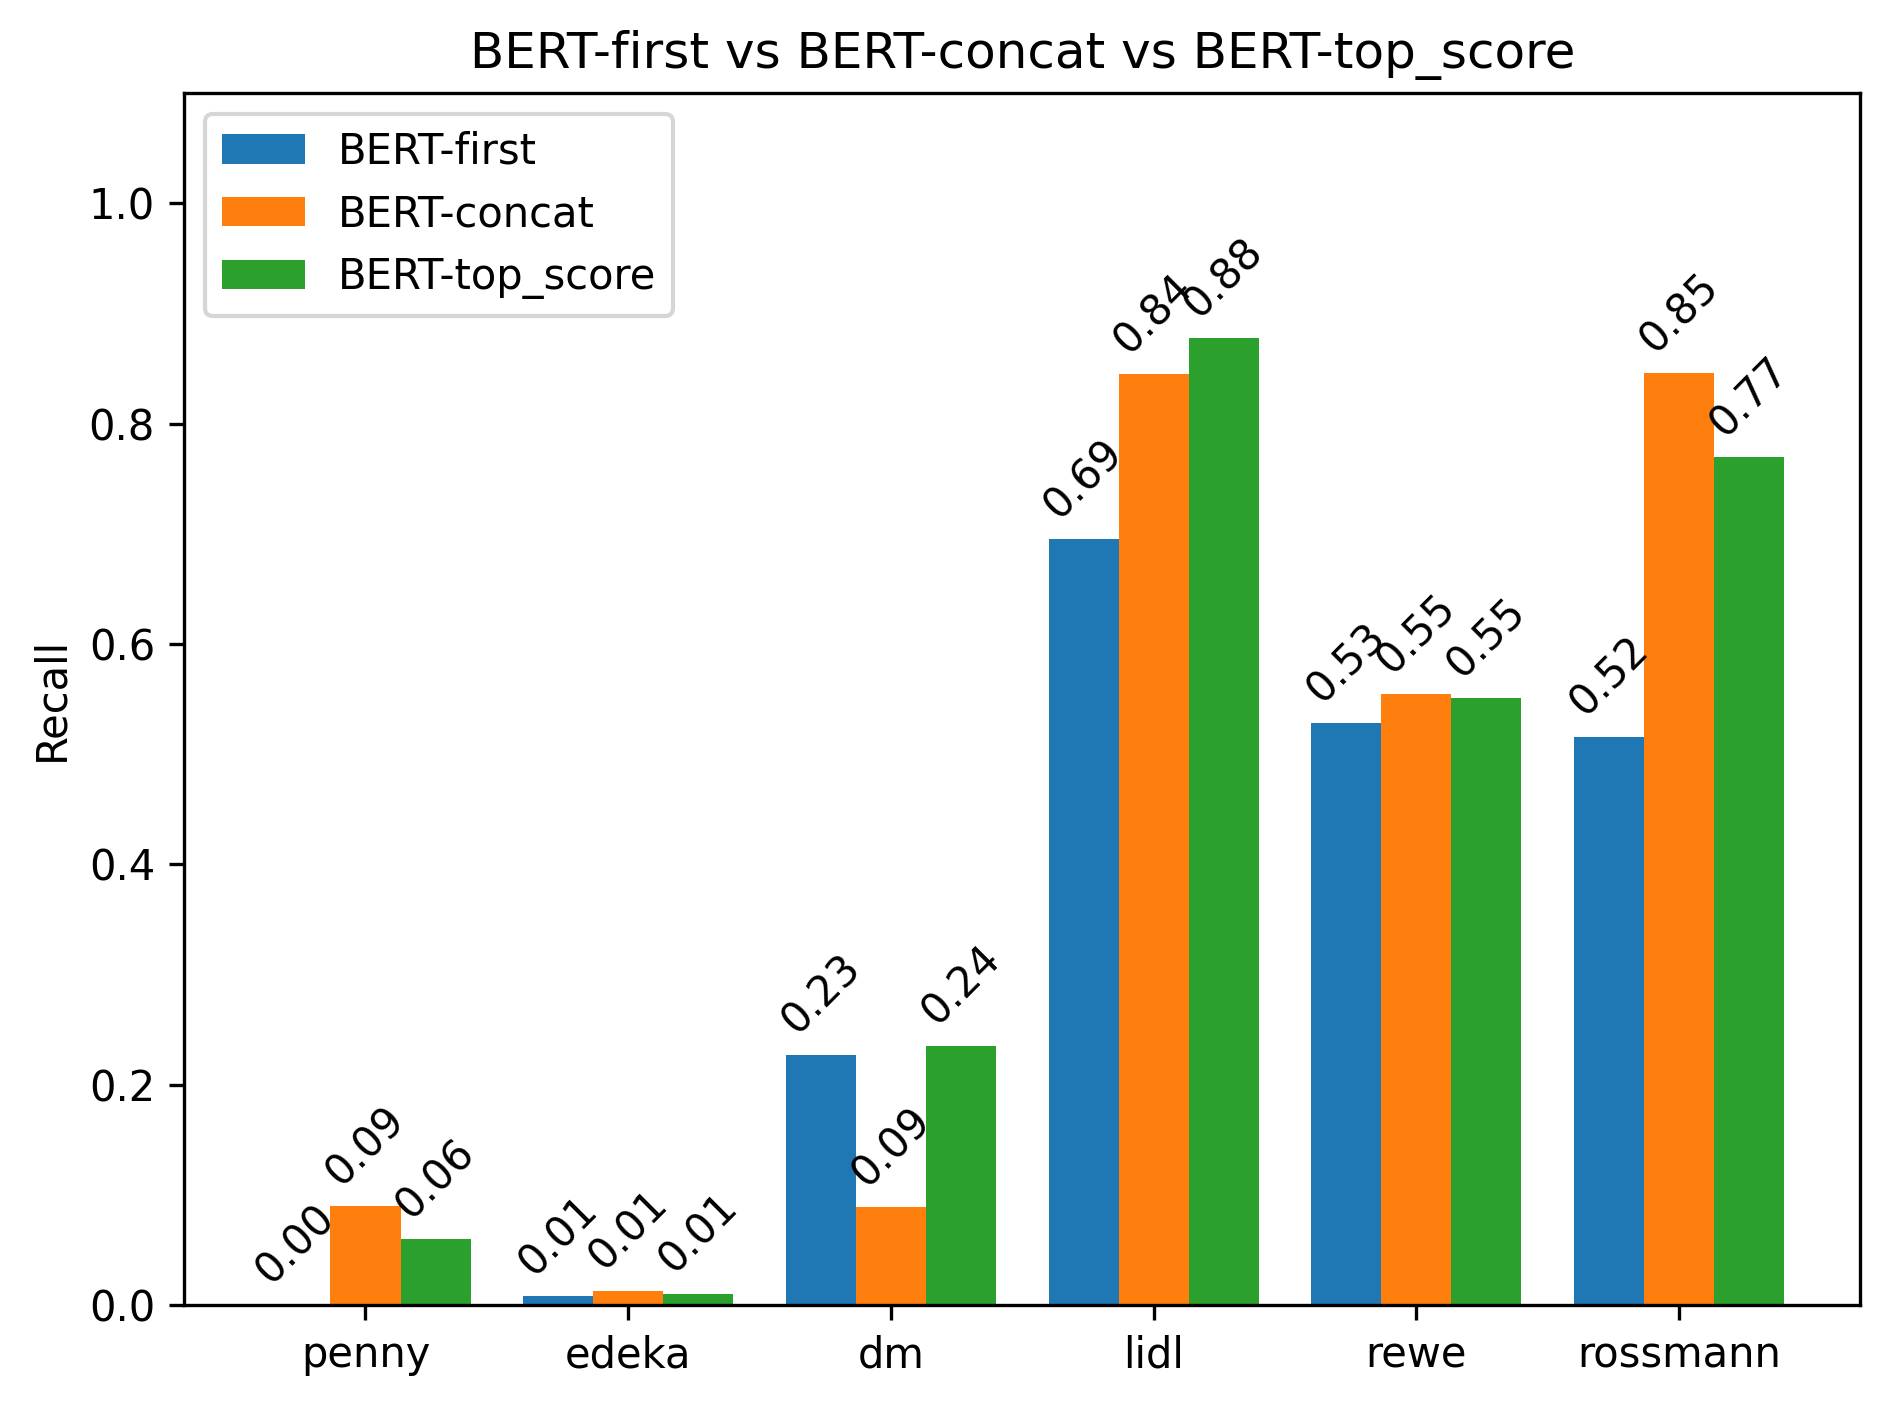 BERT-first vs BERT-concat vs BERT-top_score
BERT-first
BERT-concat
BERT-top_score
Recall
1.0
0.8
0.6
0.4
0.2
0.0
0.00
0.09
0.06
0.01
0.01
0.01
0.23
0.09
0.24
0.69
0.84
0.88
0.53
0.55
0.55
0.52
0.85
0.77
penny
edeka
dm
lidl
rewe
rossmann